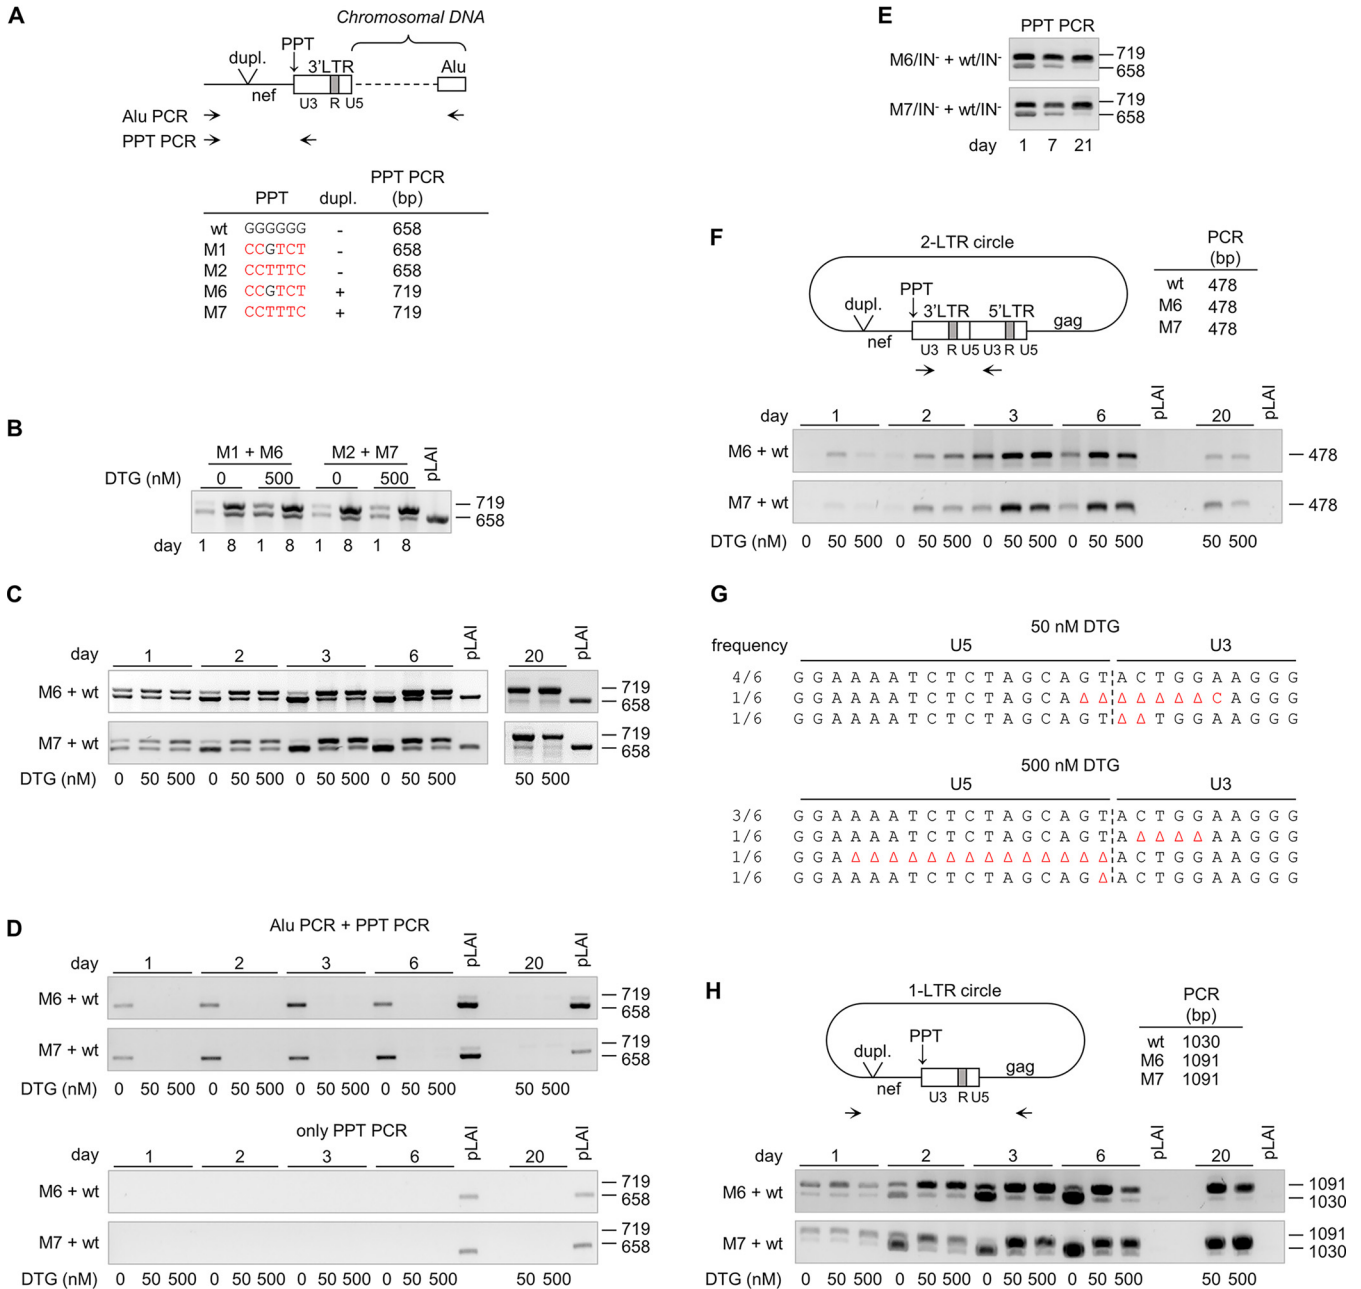 A
Chromosomal DNA
PPT
dupl.
3'LTR
Alu
nef
U3 R U5
Alu PCR
PPT PCR
PPT dupl. PPT PCR (bp)
wt GGGGGG - 658
M1 CCGTCT - 658
M2 CCTTTC - 658
M6 CCGTCT + 719
M7 CCTTTC + 719
B
M1 + M6 M2 + M7 pLAI
DTG (nM) 0 500 0 500
719
658
day 1 8 1 8 1 8 1 8
C
day 1 2 3 6 pLAI 20 pLAI
M6 + wt 719
658
M7 + wt 719
658
DTG (nM) 0 50 500 0 50 500 0 50 500 0 50 500 50 500
D
Alu PCR + PPT PCR
day 1 2 3 6 pLAI 20 pLAI
M6 + wt 719
658
M7 + wt 719
658
DTG (nM) 0 50 500 0 50 500 0 50 500 0 50 500 50 500
only PPT PCR
day 1 2 3 6 pLAI 20 pLAI
M6 + wt 719
658
M7 + wt 719
658
DTG (nM) 0 50 500 0 50 500 0 50 500 0 50 500 50 500
E
PPT PCR
M6/IN- + wt/IN- 719
658
M7/IN- + wt/IN- 719
658
day 1 7 21
F
2-LTR circle
PPT
dupl.
3'LTR 5'LTR
gag
nef
U3 R U5 U3 R U5
PCR
(bp)
wt 478
M6 478
M7 478
day 1 2 3 6 pLAI 20 pLAI
M6 + wt 478
M7 + wt 478
DTG (nM) 0 50 500 0 50 500 0 50 500 0 50 500 50 500
G
50 nM DTG
frequency U5 U3
4/6 G G A A A A T C T C T A G C A G T A C T G G A A G G G
1/6 G G A A A A T C T C T A G C A Δ Δ Δ Δ Δ Δ Δ C A G G G
1/6 G G A A A A T C T C T A G C A G T Δ Δ T G G A A G G G
500 nM DTG
U5 U3
3/6 G G A A A A T C T C T A G C A G T A C T G G A A G G G
1/6 G G A A A A T C T C T A G C A G T A Δ Δ Δ Δ A A G G G
1/6 G G A Δ Δ Δ Δ Δ Δ Δ Δ Δ Δ Δ Δ Δ Δ A C T G G A A G G G
1/6 G G A A A A T C T C T A G C A G Δ A C T G G A A G G G
H
1-LTR circle
PPT
dupl.
gag
nef
U3 R U5
PCR
(bp)
wt 1030
M6 1091
M7 1091
day 1 2 3 6 pLAI 20 pLAI
M6 + wt 1091
1030
M7 + wt 1091
1030
DTG (nM) 0 50 500 0 50 500 0 50 500 0 50 500 50 500